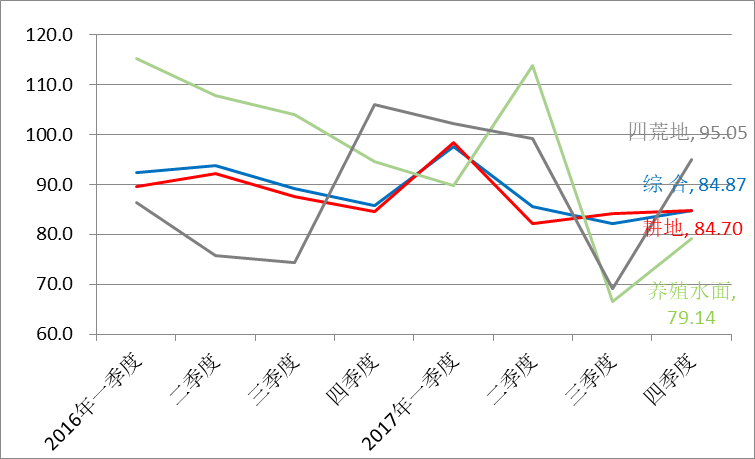 120.0
110.0
100.0
90.0
80.0
70.0
60.0
四荒地, 95.05
综 合, 84.87
耕地, 84.70
养殖水面,
79.14
2016年一季度
二季度
三季度
四季度
2017年一季度
二季度
三季度
四季度